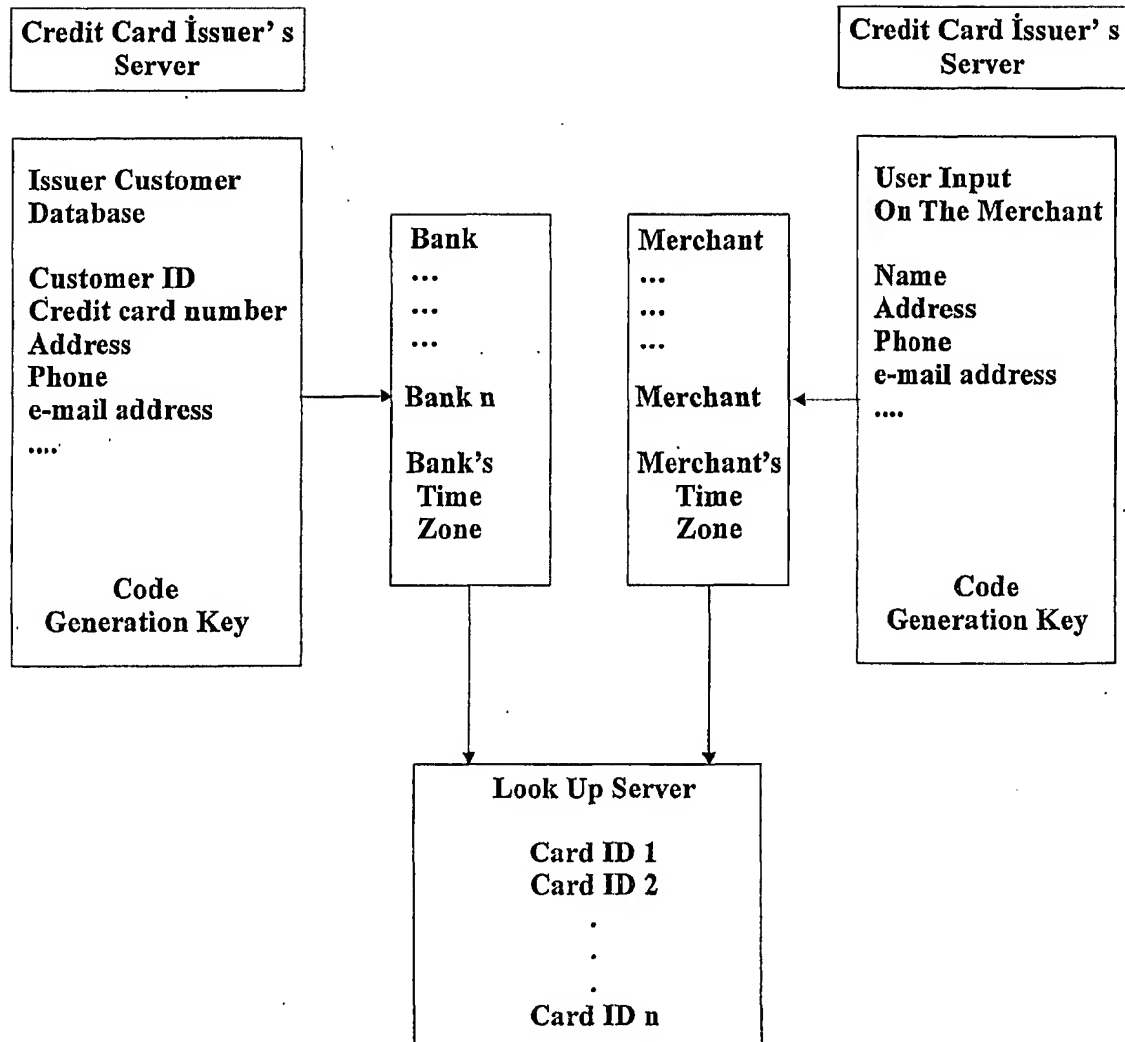 Credit Card İssuer' s
Server
Credit Card İssuer' s
Server
Issuer Customer
Database
Customer ID
Credit card number
Address
Phone
e-mail address
....
Code
Generation Key
Bank
...
...
...
Bank n
Bank's
Time
Zone
Merchant
...
...
...
Merchant
Merchant's
Time
Zone
User Input
On The Merchant
Name
Address
Phone
e-mail address
....
Code
Generation Key
Look Up Server
Card ID 1
Card ID 2
.
.
.
Card ID n